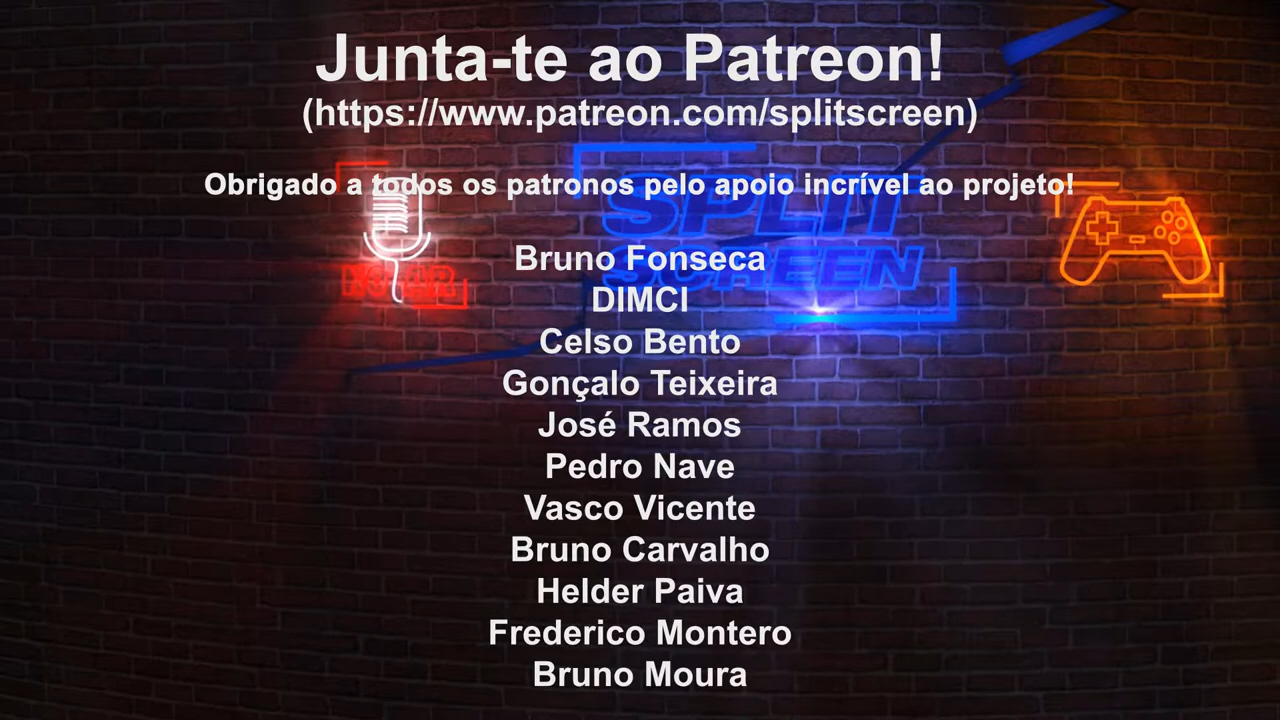 Junta-te ao Patreon!
(https://www.patreon.com/splitscreen)
Obrigado a todos os patronos pelo apoio incrível ao projeto!
SPLIT
SCREEN
Bruno Fonseca
DIMCI
Celso Bento
Gonçalo Teixeira
José Ramos
Pedro Nave
Vasco Vicente
Bruno Carvalho
Helder Paiva
Frederico Montero
Bruno Moura